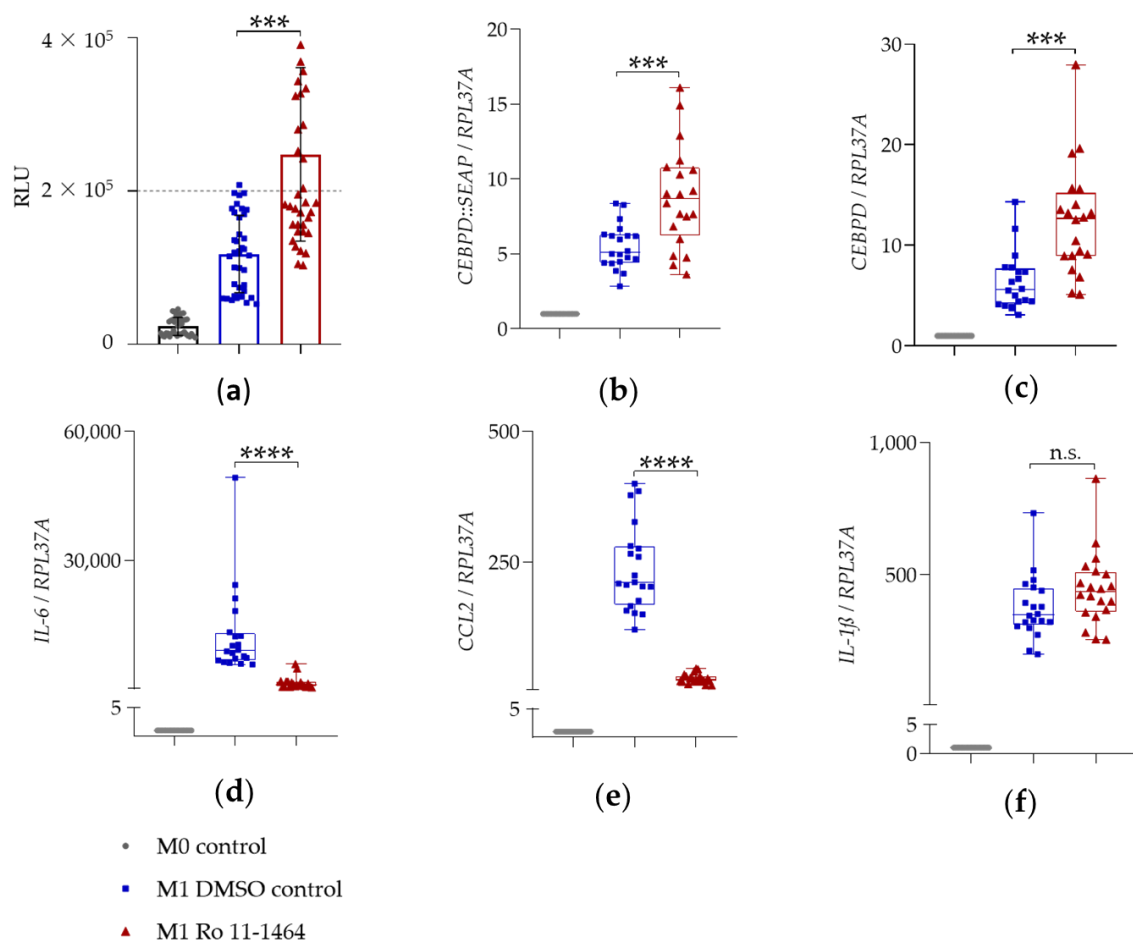 ***
4 × 10⁵
2 × 10⁵
0
RLU
(a)
***
20
15
10
5
0
CEBPD::SEAP / RPL37A
(b)
***
30
20
10
0
CEBPD / RPL37A
(c)
****
60,000
30,000
5
IL-6 / RPL37A
(d)
****
500
250
5
CCL2 / RPL37A
(e)
n.s.
1,000
500
5
0
IL-1β / RPL37A
(f)
M0 control
M1 DMSO control
M1 Ro 11-1464